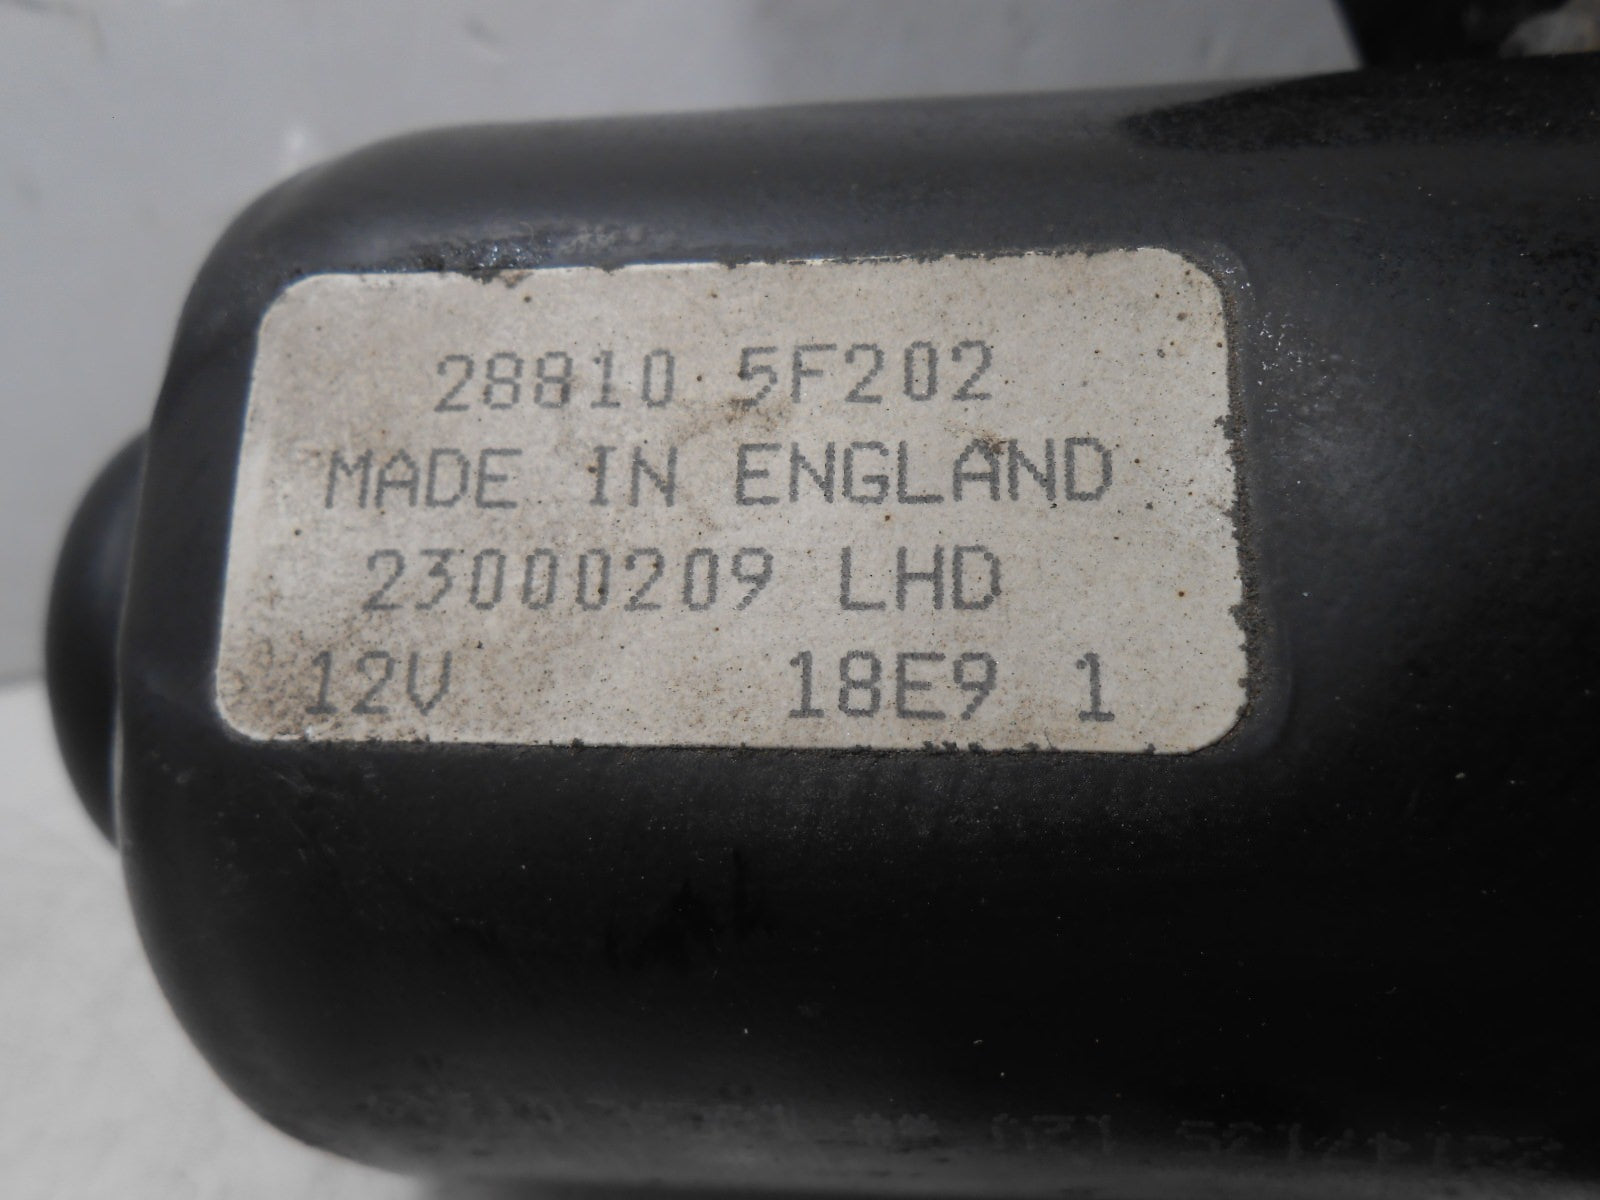 28810 5F202
MADE IN ENGLAND
23000209 LHD
12V 18E9 1